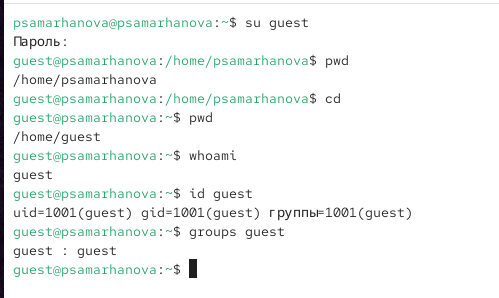 psamarhanova@psamarhanova:~$ su guest
Пароль:
guest@psamarhanova:/home/psamarhanova$ pwd
/home/psamarhanova
guest@psamarhanova:/home/psamarhanova$ cd
guest@psamarhanova:~$ pwd
/home/guest
guest@psamarhanova:~$ whoami
guest
guest@psamarhanova:~$ id guest
uid=1001(guest) gid=1001(guest) группы=1001(guest)
guest@psamarhanova:~$ groups guest
guest : guest
guest@psamarhanova:~$